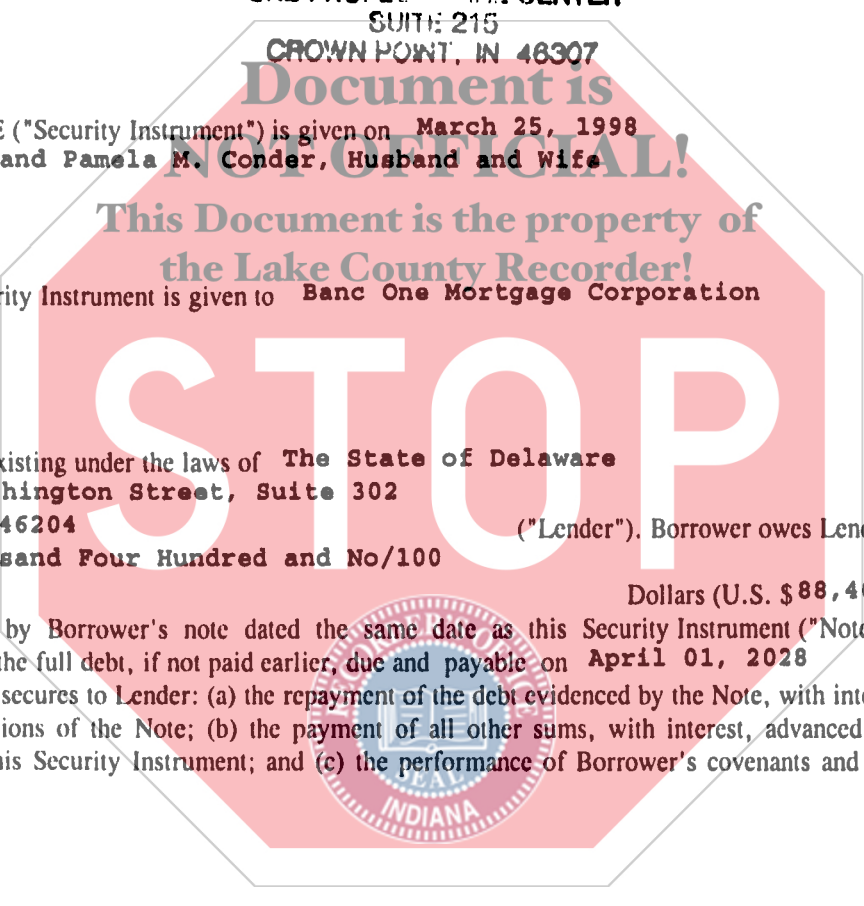 SUITE 215
CROWN POINT, IN 46307
Document is
E ("Security Instrument") is given on March 25, 1998
NOT OFFICIAL!
and Pamela M. Conder, Husband and Wife
This Document is the property of
the Lake County Recorder!
rity Instrument is given to Banc One Mortgage Corporation
STOP
xisting under the laws of The State of Delaware
hington Street, Suite 302
46204 ("Lender"). Borrower owes Lend
sand Four Hundred and No/100
Dollars (U.S. $88,4
by Borrower's note dated the same date as this Security Instrument ("Note
the full debt, if not paid earlier, due and payable on April 01, 2028
secures to Lender: (a) the repayment of the debt evidenced by the Note, with inte
ions of the Note; (b) the payment of all other sums, with interest, advanced
is Security Instrument; and (c) the performance of Borrower's covenants and
RECORDER'S OFFICE
SEAL
INDIANA